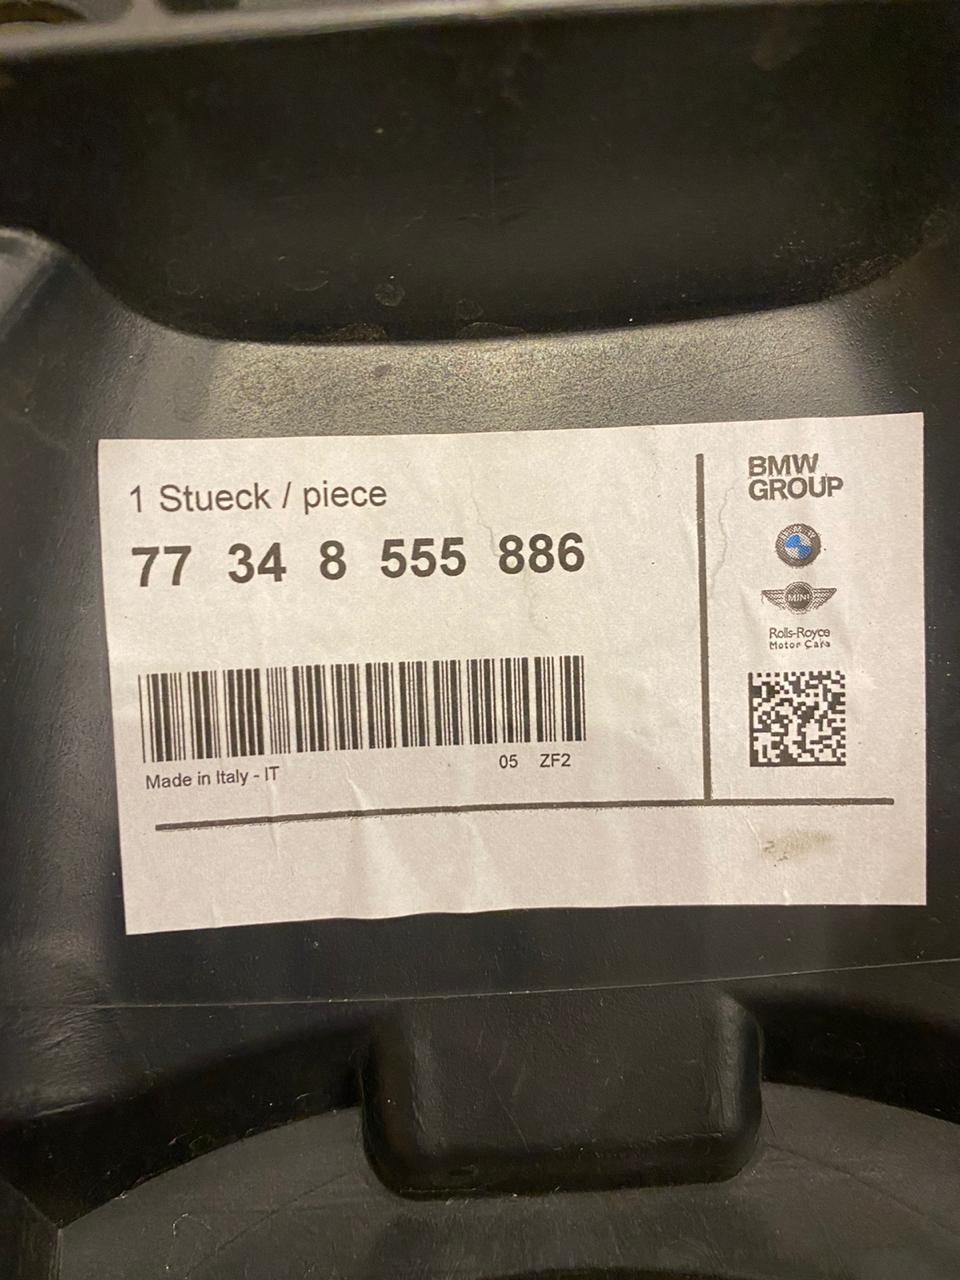 1 Stueck / piece
77 34 8 555 886
Made in Italy - IT
05 ZF2
BMW
GROUP
MINI
Rolls-Royce
Motor Cars